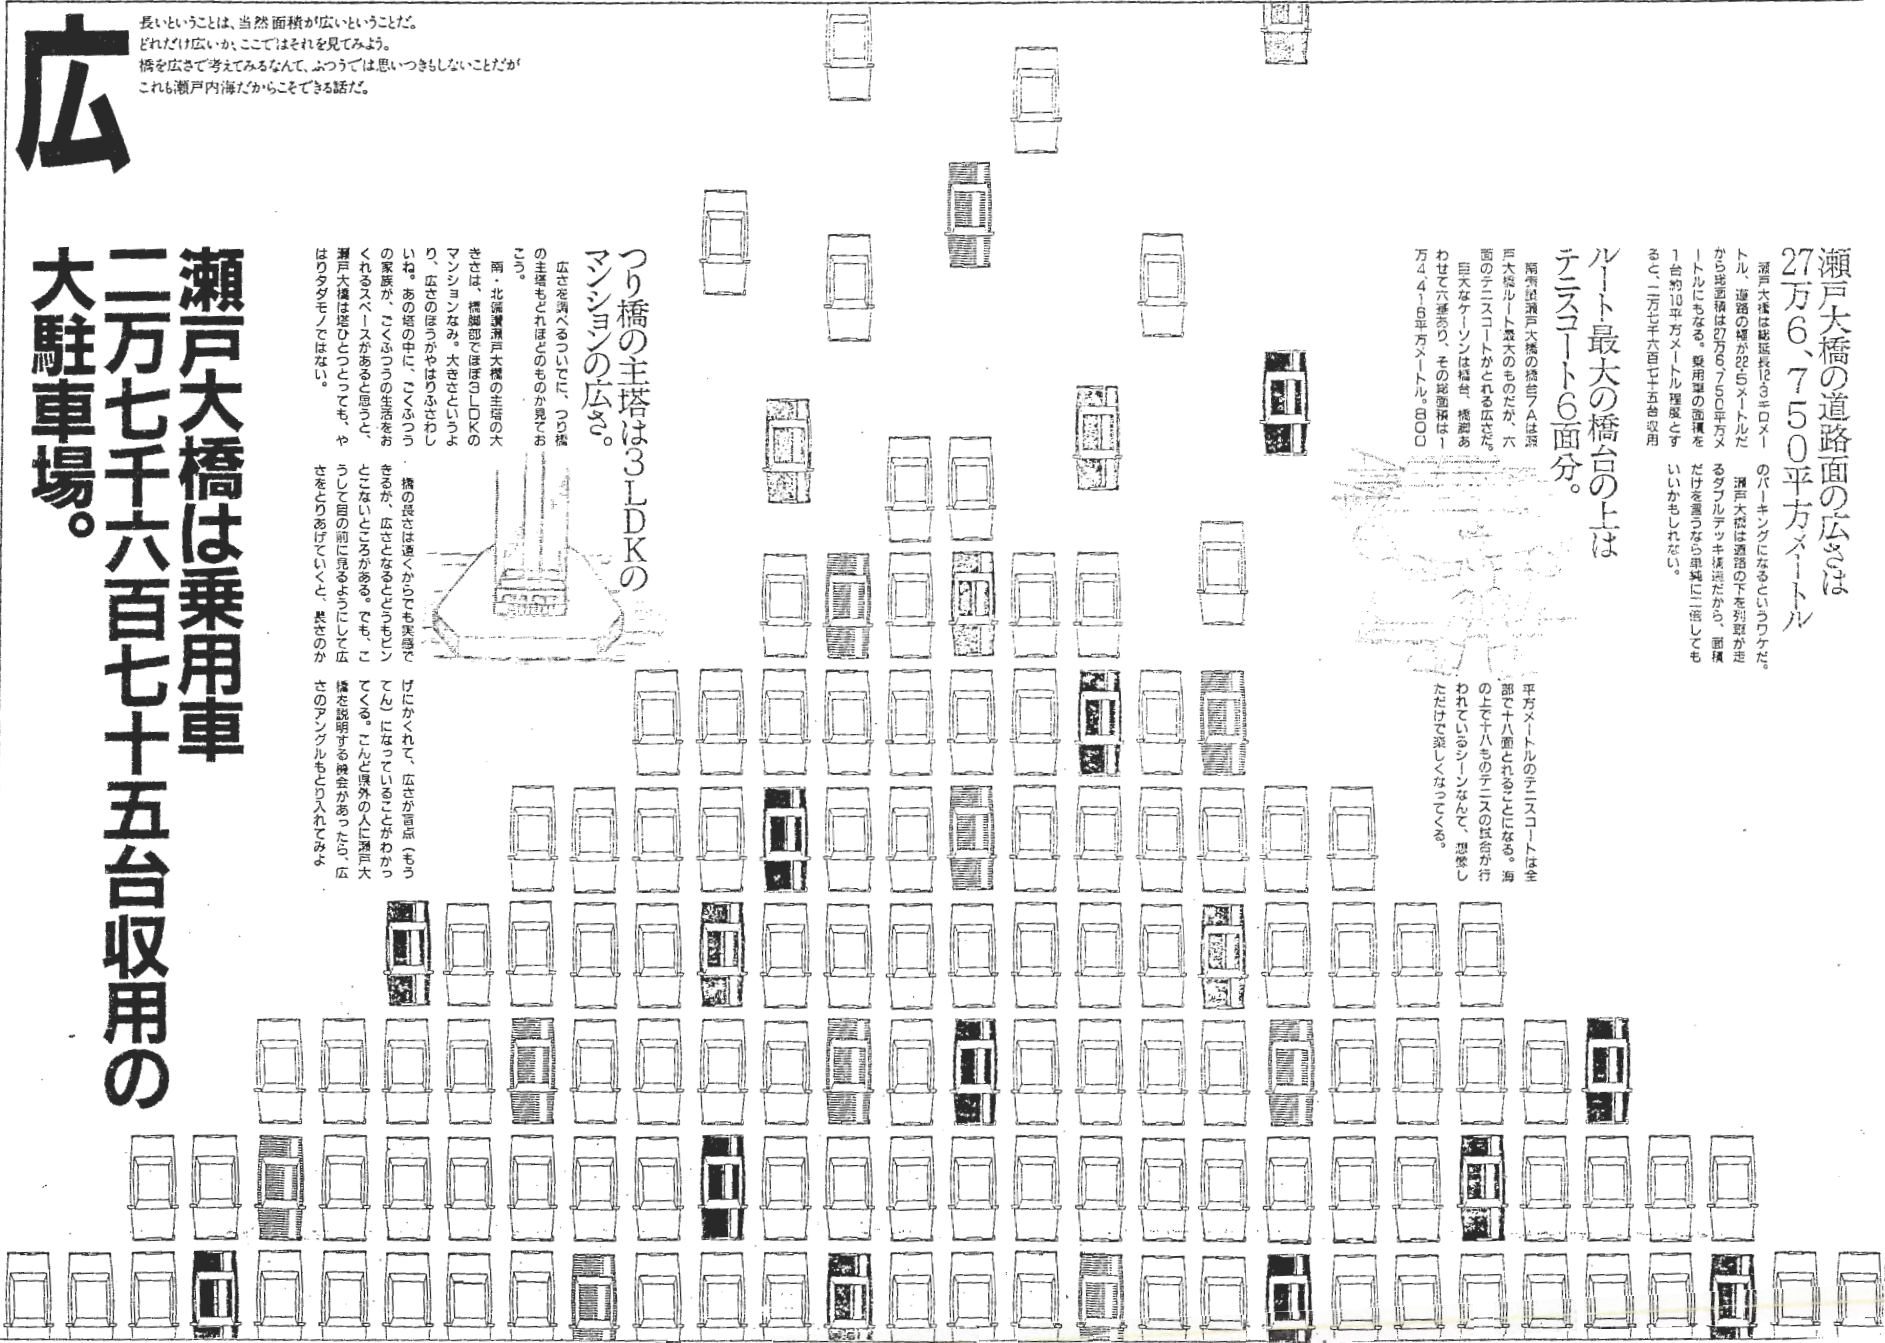 広
長いということは、当然面積が広いということだ。
どれだけ広いか、ここではそれを見てみよう。
橋を広さで考えてみるなんて、ふつうでは思いつきもしないことだが
これも瀬戸内海だからこそできる話だ。
瀬戸大橋の道路面の広さは
27万6、750平方メートル
瀬戸大橋は総延長12・3キロメー
トル、道路の幅が22・5メートルだ
から総面積は27万6、750平方メ
ートルにもなる。乗用車の面積を
1台約10平方メートル程度とす
ると、二万七千六百七十五台収用
のパーキングになるというワケだ。
瀬戸大橋は道路の下を列車が走
るダブルデッキ構造だから、面積
だけを言うなら単純に二倍しても
いいかもしれない。
ルート最大の橋台の上は
テニスコート6面分。
南備讃瀬戸大橋の橋台7Aは瀬
戸大橋ルート最大のものだが、六
面のテニスコートがとれる広さだ。
巨大なケーソンは橋台、橋脚あ
わせて六基あり、その総面積は1
万4、416平方メートル。800
平方メートルのテニスコートは全
部で十八面とれることになる。海
の上で十八ものテニスの試合が行
われているシーンなんて、想像し
ただけで楽しくなってくる。
つり橋の主塔は3LDKの
マンションの広さ。
広さを調べるついでに、つり橋
の主塔もどれほどのものか見てお
こう。
南・北備讃瀬戸大橋の主塔の大
きさは、橋脚部でほぼ3LDKの
マンションなみ。大きさというよ
り、広さのほうがやはりふさわし
いね。あの塔の中に、ごくふつう
の家族が、ごくふつうの生活をお
くれるスペースがあると思うと、
瀬戸大橋は塔ひとつとっても、や
はりタダモノではない。
橋の長さは遠くからでも実感で
きるが、広さとなるとどうもピン
とこないところがある。でも、こ
うして目の前に見るようにして広
さをとりあげていくと、長さのか
げにかくれて、広さが盲点(もう
てん)になっていることがわかっ
てくる。こんど県外の人に瀬戸大
橋を説明する機会があったら、広
さのアングルもとり入れてみよ
瀬戸大橋は乗用車
二万七千六百七十五台収用の
大駐車場。